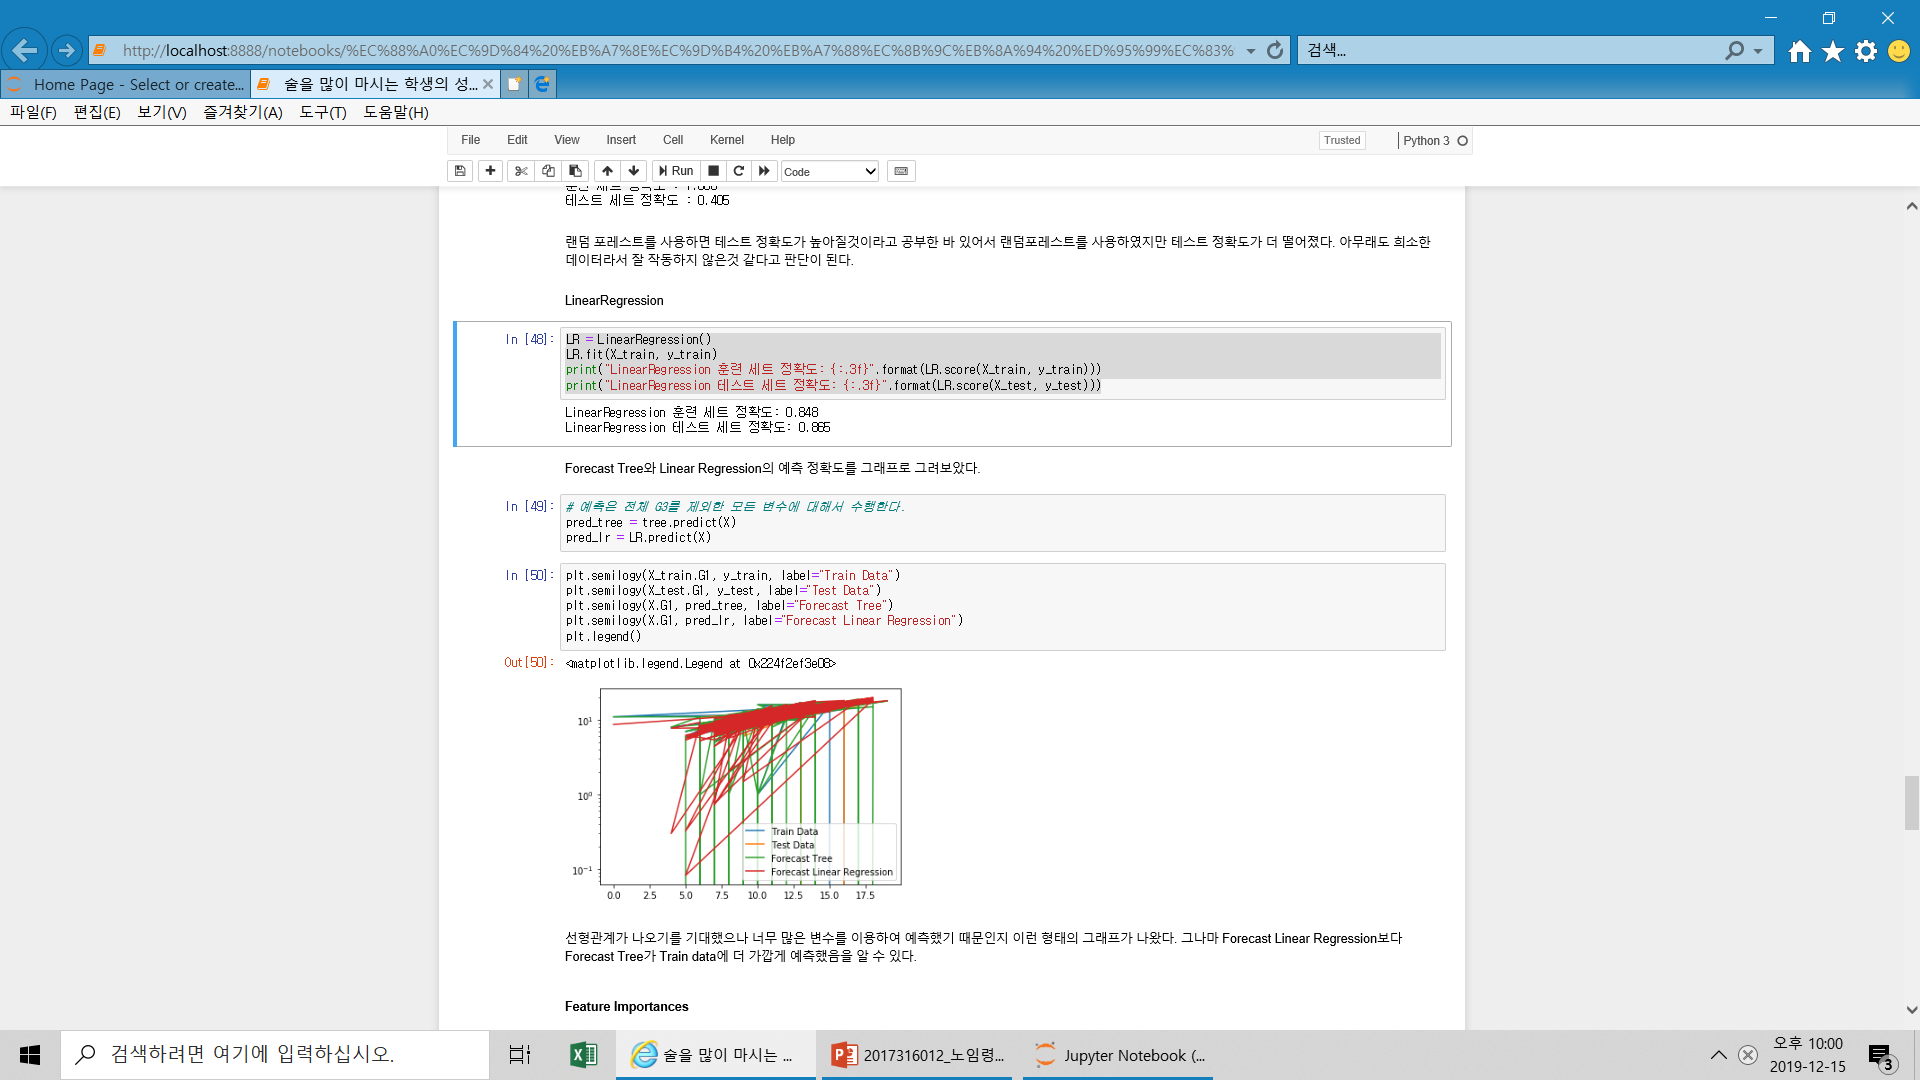 http://localhost:8888/notebooks/%EC%88%A0%EC%9D%84%20%EB%A7%8E%EC%9D%B4%20%EB%A7%88%EC%8B%9C%EB%8A%94%20%ED%95%99%EC%83%
검색...
Home Page - Select or create...
술을 많이 마시는 학생의 성...
파일(F) 편집(E) 보기(V) 즐겨찾기(A) 도구(T) 도움말(H)
File Edit View Insert Cell Kernel Help
Trusted
Python 3
Run
Code
테스트 세트 정확도 : 0.405
랜덤 포레스트를 사용하면 테스트 정확도가 높아질것이라고 공부한 바 있어서 랜덤포레스트를 사용하였지만 테스트 정확도가 더 떨어졌다. 아무래도 희소한
데이터라서 잘 작동하지 않은것 같다고 판단이 된다.
LinearRegression
In [48]:
LR = LinearRegression()
LR.fit(X_train, y_train)
print("LinearRegression 훈련 세트 정확도: {:.3f}".format(LR.score(X_train, y_train)))
print("LinearRegression 테스트 세트 정확도: {:.3f}".format(LR.score(X_test, y_test)))
LinearRegression 훈련 세트 정확도: 0.848
LinearRegression 테스트 세트 정확도: 0.865
Forecast Tree와 Linear Regression의 예측 정확도를 그래프로 그려보았다.
In [49]:
# 예측은 전체 G3를 제외한 모든 변수에 대해서 수행한다.
pred_tree = tree.predict(X)
pred_lr = LR.predict(X)
In [50]:
plt.semilogy(X_train.G1, y_train, label="Train Data")
plt.semilogy(X_test.G1, y_test, label="Test Data")
plt.semilogy(X.G1, pred_tree, label="Forecast Tree")
plt.semilogy(X.G1, pred_lr, label="Forecast Linear Regression")
plt.legend()
Out[50]:
<matplotlib.legend.Legend at 0x224f2ef3e08>
10¹
10⁰
10⁻¹
Train Data
Test Data
Forecast Tree
Forecast Linear Regression
0.0 2.5 5.0 7.5 10.0 12.5 15.0 17.5
선형관계가 나오기를 기대했으나 너무 많은 변수를 이용하여 예측했기 때문인지 이런 형태의 그래프가 나왔다. 그나마 Forecast Linear Regression보다
Forecast Tree가 Train data에 더 가깝게 예측했음을 알 수 있다.
Feature Importances
검색하려면 여기에 입력하십시오.
술을 많이 마시는 ...
2017316012_노임령...
Jupyter Notebook (...
오후 10:00
2019-12-15
3